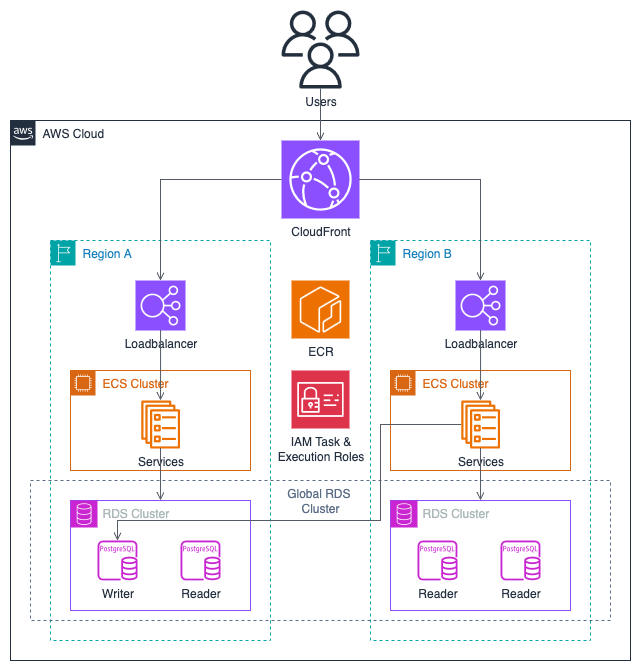 Users
aws
AWS Cloud
CloudFront
Region A
Region B
Loadbalancer
ECR
Loadbalancer
ECS Cluster
Services
IAM Task &
Execution Roles
ECS Cluster
Services
Global RDS
Cluster
RDS Cluster
PostgreSQL
Writer
PostgreSQL
Reader
RDS Cluster
PostgreSQL
Reader
PostgreSQL
Reader